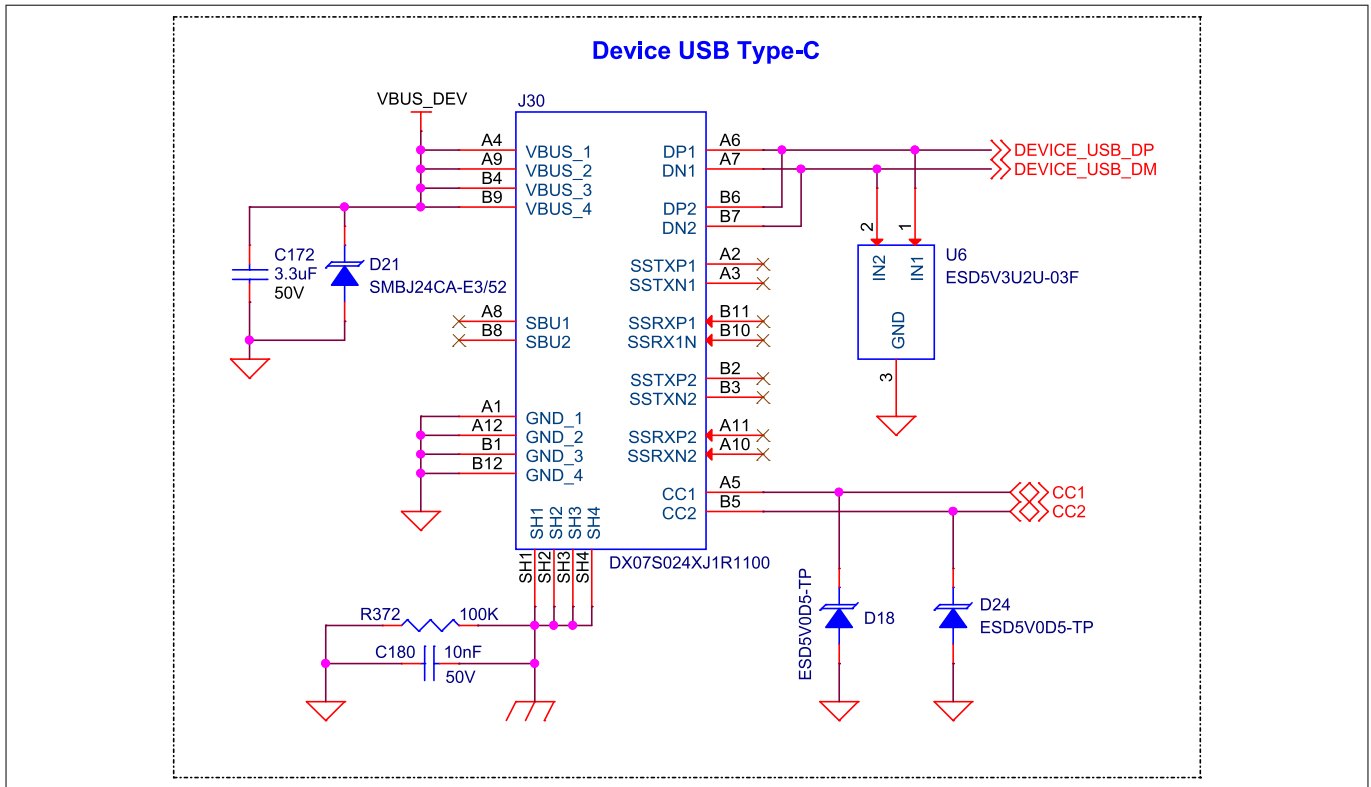 Device USB Type-C
VBUS_DEV
J30
A4
A9
B4
B9
VBUS_1
VBUS_2
VBUS_3
VBUS_4
DP1
DN1
DP2
DN2
A6
A7
B6
B7
DEVICE_USB_DP
DEVICE_USB_DM
C172
3.3uF
50V
D21
SMBJ24CA-E3/52
2
1
IN2
IN1
GND
3
U6
ESD5V3U2U-03F
A8
B8
SBU1
SBU2
SSTXP1
SSTXN1
A2
A3
SSRXP1
SSRX1N
B11
B10
SSTXP2
SSTXN2
B2
B3
SSRXP2
SSRXN2
A11
A10
A1
A12
B1
B12
GND_1
GND_2
GND_3
GND_4
CC1
CC2
A5
B5
CC1
CC2
SH1
SH2
SH3
SH4
SH1
SH2
SH3
SH4
DX07S024XJ1R1100
R372
100K
C180
10nF
50V
ESD5V0D5-TP
D18
D24
ESD5V0D5-TP